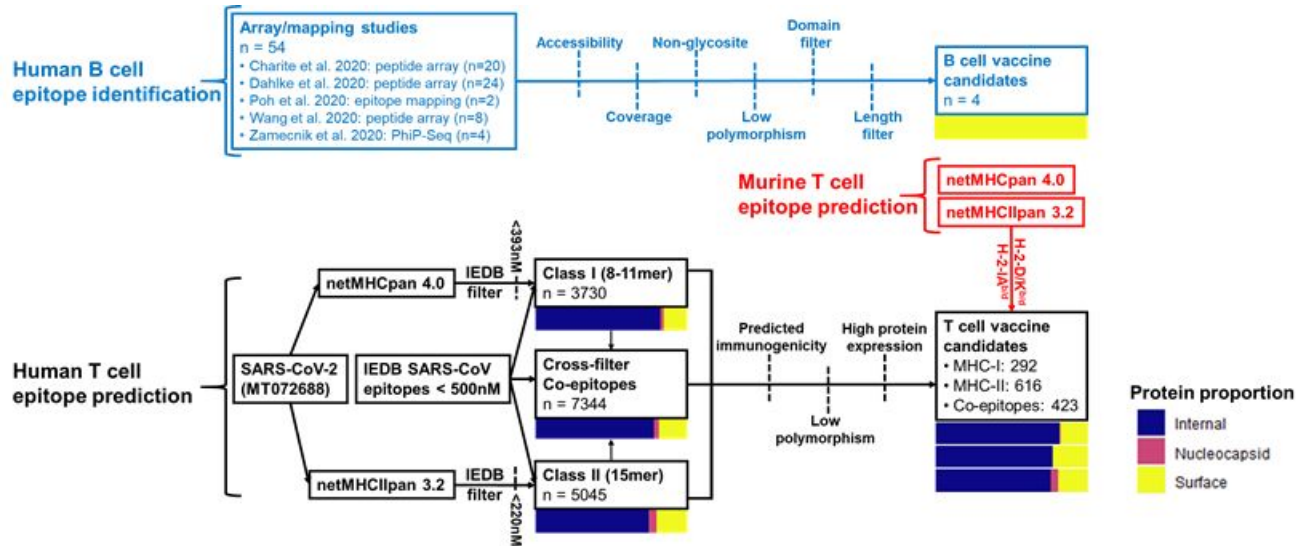 Human B cell
epitope identification
Array/mapping studies
n = 54
• Charite et al. 2020: peptide array (n=20)
• Dahlke et al. 2020: peptide array (n=24)
• Poh et al. 2020: epitope mapping (n=2)
• Wang et al. 2020: peptide array (n=8)
• Zamecnik et al. 2020: PhiP-Seq (n=4)
Accessibility
Coverage
Non-glycosite
Low
polymorphism
Domain
filter
Length
filter
B cell vaccine
candidates
n = 4
Murine T cell
epitope prediction
netMHCpan 4.0
netMHCIIpan 3.2
H-2-D/K^b/d
H-2-IA^b/d
Human T cell
epitope prediction
SARS-CoV-2
(MT072688)
netMHCpan 4.0
netMHCIIpan 3.2
IEDB SARS-CoV
epitopes < 500nM
IEDB
filter
<393nM
IEDB
filter
<220nM
Class I (8-11mer)
n = 3730
Cross-filter
Co-epitopes
n = 7344
Class II (15mer)
n = 5045
Predicted
immunogenicity
Low
polymorphism
High protein
expression
T cell vaccine
candidates
• MHC-I: 292
• MHC-II: 616
• Co-epitopes: 423
Protein proportion
Internal
Nucleocapsid
Surface